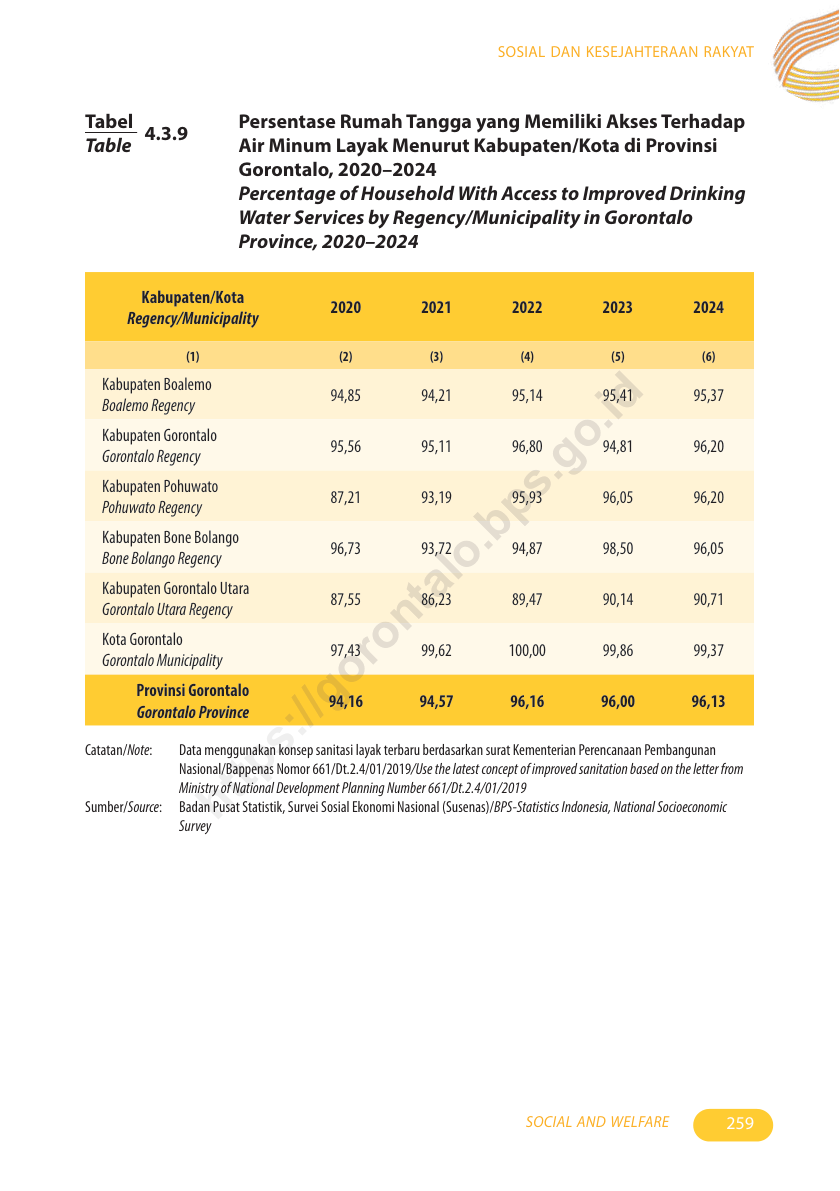 SOSIAL DAN KESEJAHTERAAN RAKYAT
Tabel
Table
4.3.9
Persentase Rumah Tangga yang Memiliki Akses Terhadap
Air Minum Layak Menurut Kabupaten/Kota di Provinsi
Gorontalo, 2020–2024
Percentage of Household With Access to Improved Drinking
Water Services by Regency/Municipality in Gorontalo
Province, 2020–2024
Kabupaten/Kota
Regency/Municipality
2020 2021 2022 2023 2024
(1) (2) (3) (4) (5) (6)
Kabupaten Boalemo
Boalemo Regency
94,85 94,21 95,14 95,41 95,37
Kabupaten Gorontalo
Gorontalo Regency
95,56 95,11 96,80 94,81 96,20
Kabupaten Pohuwato
Pohuwato Regency
87,21 93,19 95,93 96,05 96,20
Kabupaten Bone Bolango
Bone Bolango Regency
96,73 93,72 94,87 98,50 96,05
Kabupaten Gorontalo Utara
Gorontalo Utara Regency
87,55 86,23 89,47 90,14 90,71
Kota Gorontalo
Gorontalo Municipality
97,43 99,62 100,00 99,86 99,37
Provinsi Gorontalo
Gorontalo Province
94,16 94,57 96,16 96,00 96,13
https://gorontalo.bps.go.id
Catatan/Note: Data menggunakan konsep sanitasi layak terbaru berdasarkan surat Kementerian Perencanaan Pembangunan
Nasional/Bappenas Nomor 661/Dt.2.4/01/2019/Use the latest concept of improved sanitation based on the letter from
Ministry of National Development Planning Number 661/Dt.2.4/01/2019
Sumber/Source: Badan Pusat Statistik, Survei Sosial Ekonomi Nasional (Susenas)/BPS-Statistics Indonesia, National Socioeconomic
Survey
SOCIAL AND WELFARE 259